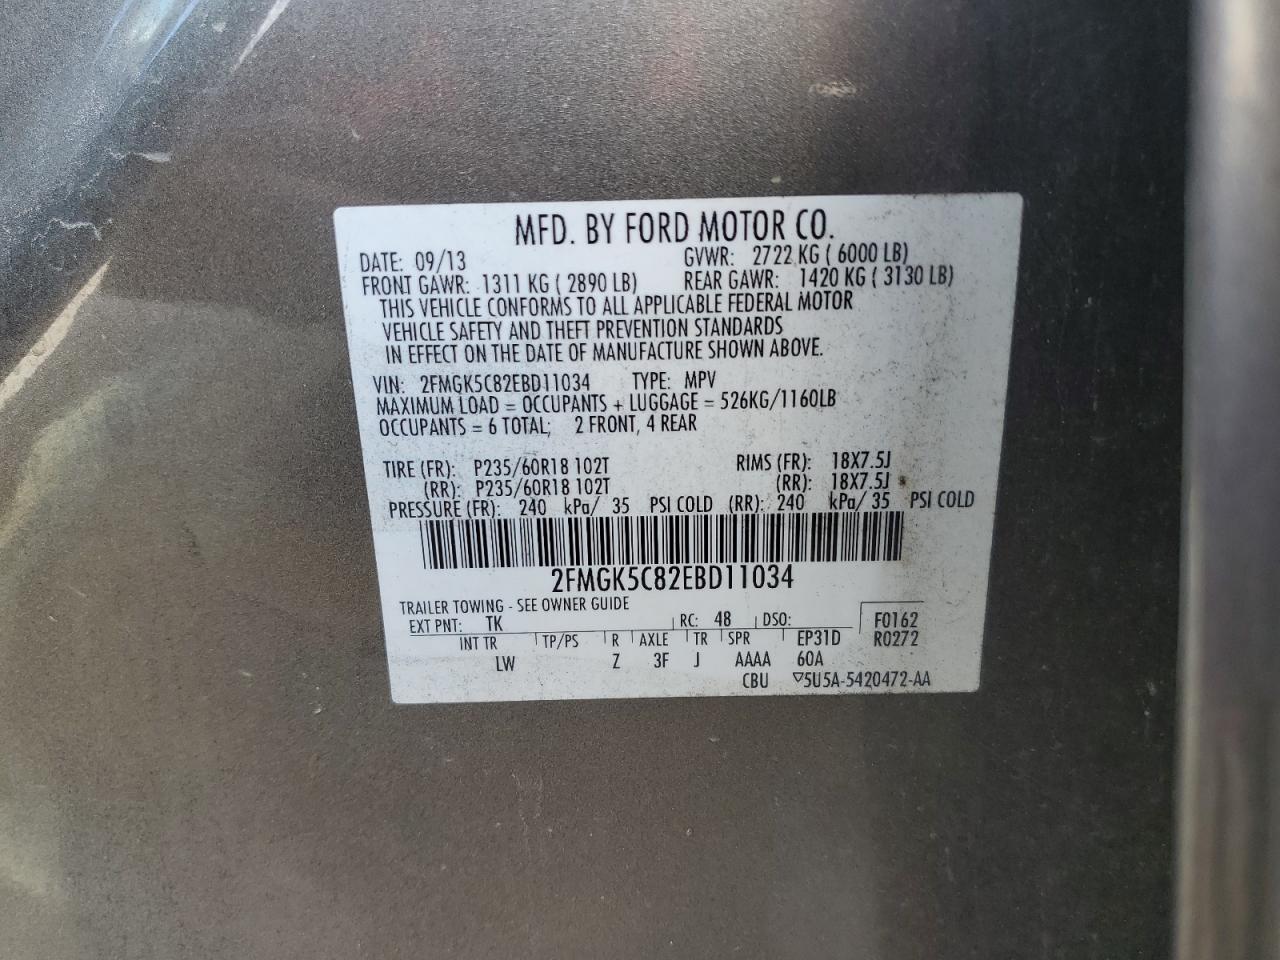 MFD. BY FORD MOTOR CO.
DATE: 09/13 GVWR: 2722 KG ( 6000 LB)
FRONT GAWR: 1311 KG ( 2890 LB) REAR GAWR: 1420 KG ( 3130 LB)
THIS VEHICLE CONFORMS TO ALL APPLICABLE FEDERAL MOTOR
VEHICLE SAFETY AND THEFT PREVENTION STANDARDS
IN EFFECT ON THE DATE OF MANUFACTURE SHOWN ABOVE.
VIN: 2FMGK5C82EBD11034 TYPE: MPV
MAXIMUM LOAD = OCCUPANTS + LUGGAGE = 526KG/1160LB
OCCUPANTS = 6 TOTAL; 2 FRONT, 4 REAR
TIRE (FR): P235/60R18 102T RIMS (FR): 18X7.5J
(RR): P235/60R18 102T (RR): 18X7.5J
PRESSURE (FR): 240 kPa/ 35 PSI COLD (RR): 240 kPa/ 35 PSI COLD
2FMGK5C82EBD11034
TRAILER TOWING - SEE OWNER GUIDE
EXT PNT: TK RC: 48 DSO: F0162
INT TR TP/PS R AXLE TR SPR EP31D R0272
LW Z 3F J AAAA 60A
CBU ▽5U5A-5420472-AA